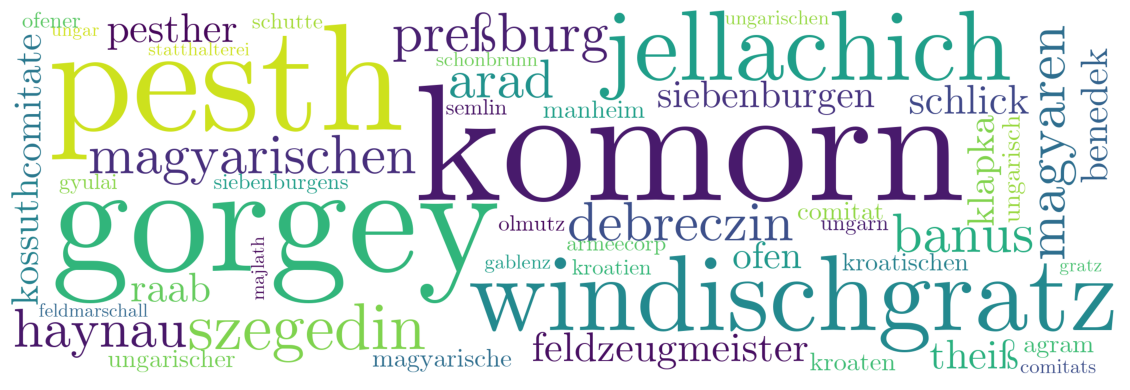 ofener
ungar
pesther
schutte
statthalterei
preßburg
ungarischen
schonbrunn
jellachich
pesth
arad
semlin
manheim
siebenburgen
schlick
magyaren
benedek
comitate
kossuth
magyarischen
komorn
klapka
ungarisch
gyulai
siebenburgens
gorgey
majlath
olmutz
debreczin
armeecorp
comitat
ungarn
banus
ofen
gablenz
kroatien
kroatischen
gratz
raab
windischgratz
feldmarschall
haynau
szegedin
ungarischer
magyarische
feldzeugmeister
kroaten
theiß
agram
comitats